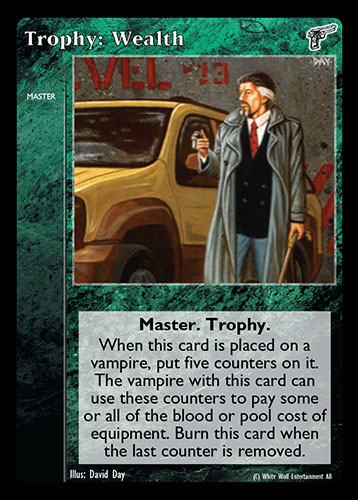 Trophy: Wealth
DAY
VEL -13
MASTER
Master. Trophy.
When this card is placed on a
vampire, put five counters on it.
The vampire with this card can
use these counters to pay some
or all of the blood or pool cost of
equipment. Burn this card when
the last counter is removed.
Illus: David Day
(C) White Wolf Entertainment AB